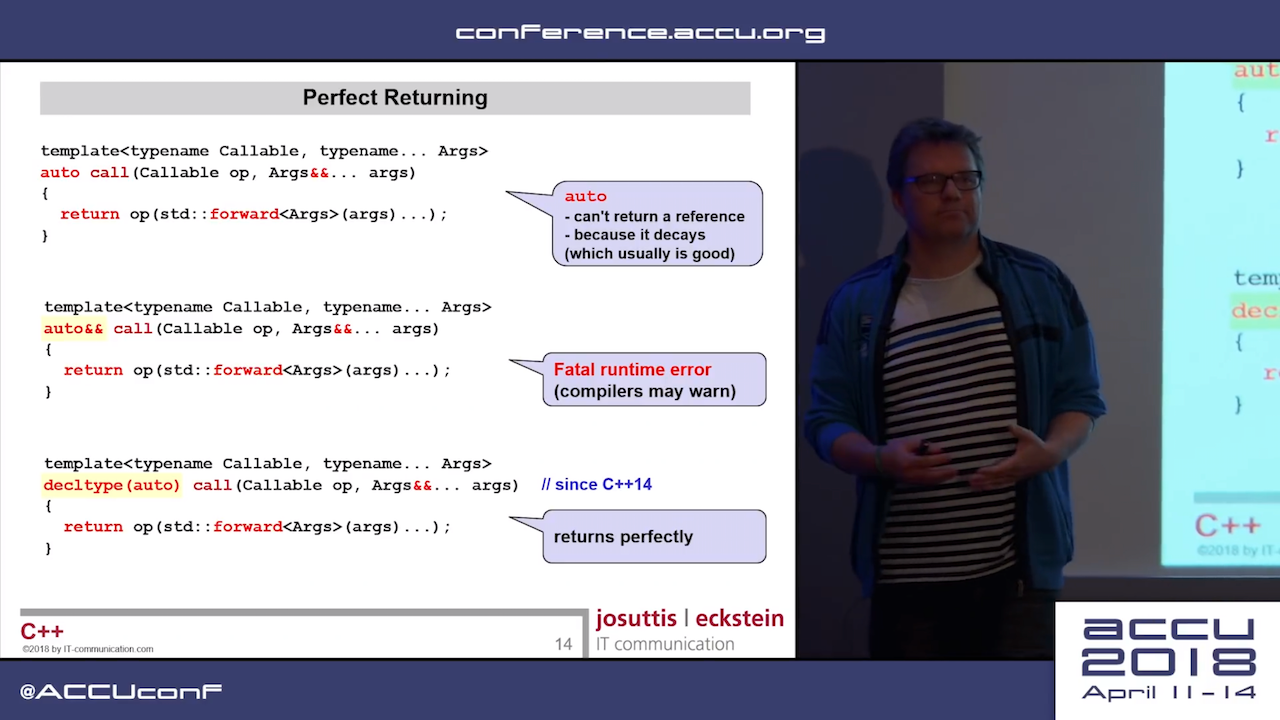 conference.accu.org
Perfect Returning
template<typename Callable, typename... Args>
auto call(Callable op, Args&&... args)
{
return op(std::forward<Args>(args)...);
}
auto
- can't return a reference
- because it decays
(which usually is good)
template<typename Callable, typename... Args>
auto&& call(Callable op, Args&&... args)
{
return op(std::forward<Args>(args)...);
}
Fatal runtime error
(compilers may warn)
template<typename Callable, typename... Args>
decltype(auto) call(Callable op, Args&&... args) // since C++14
{
return op(std::forward<Args>(args)...);
}
returns perfectly
C++
©2018 by IT-communication.com
14
josuttis | eckstein
IT communication
{
}
{
}
C++
©2018 by IT-
accu
2018
April 11-14
@ACCUconf